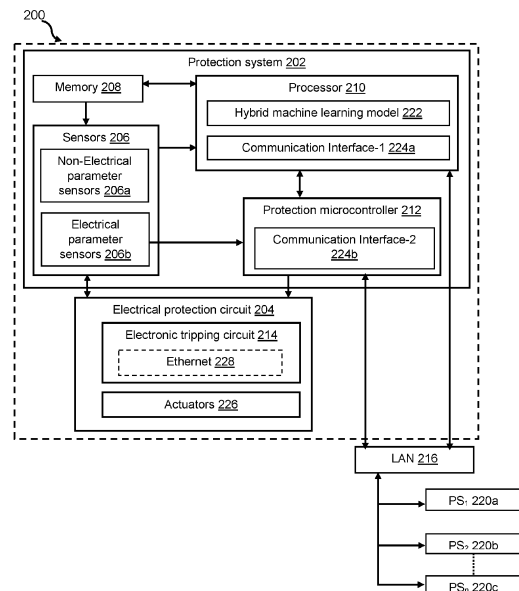 200
Protection system 202
Memory 208
Processor 210
Hybrid machine learning model 222
Communication Interface-1 224a
Sensors 206
Non-Electrical
parameter
sensors 206a
Electrical
parameter
sensors 206b
Protection microcontroller 212
Communication Interface-2
224b
Electrical protection circuit 204
Electronic tripping circuit 214
Ethernet 228
Actuators 226
LAN 216
PS₁ 220a
PS₂ 220b
PSₙ 220c